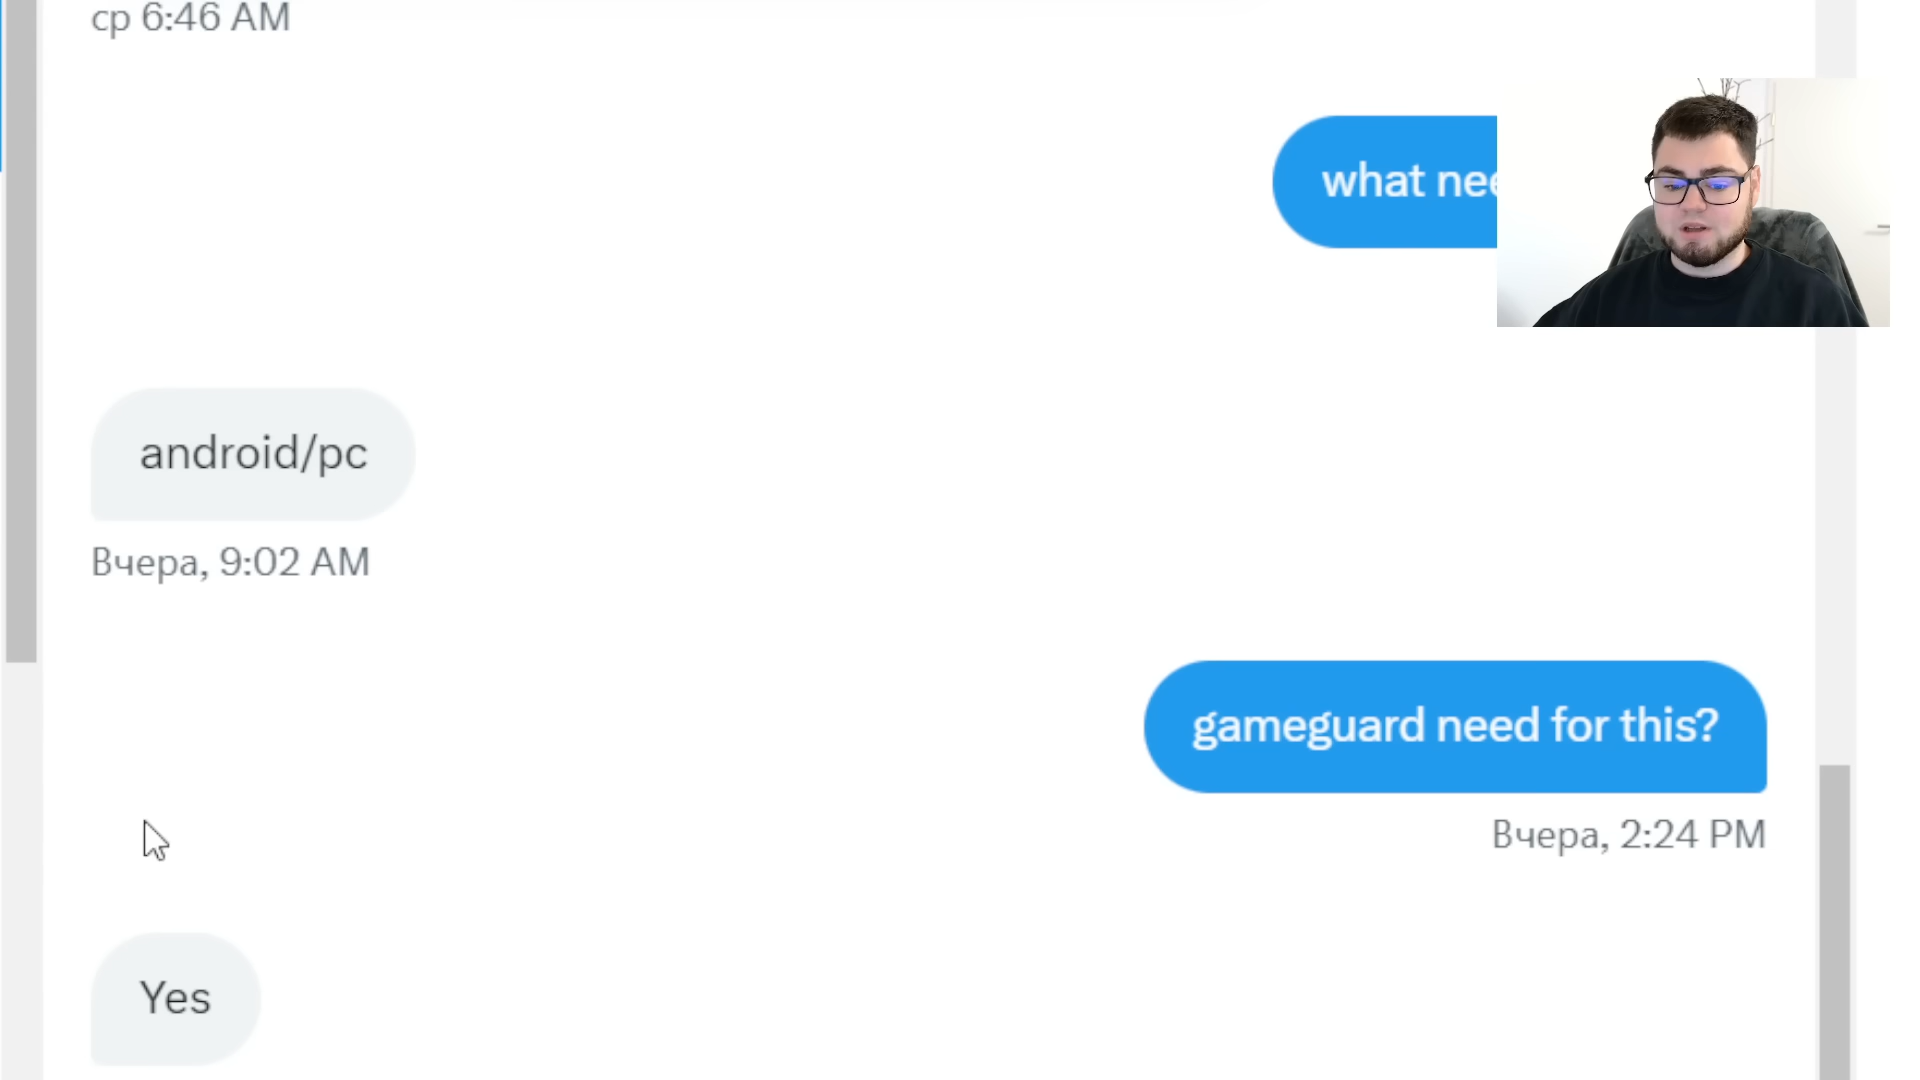 ср 6:46 AM
what
android/pc
Вчера, 9:02 AM
gameguard need for this?
Вчера, 2:24 PM
Yes